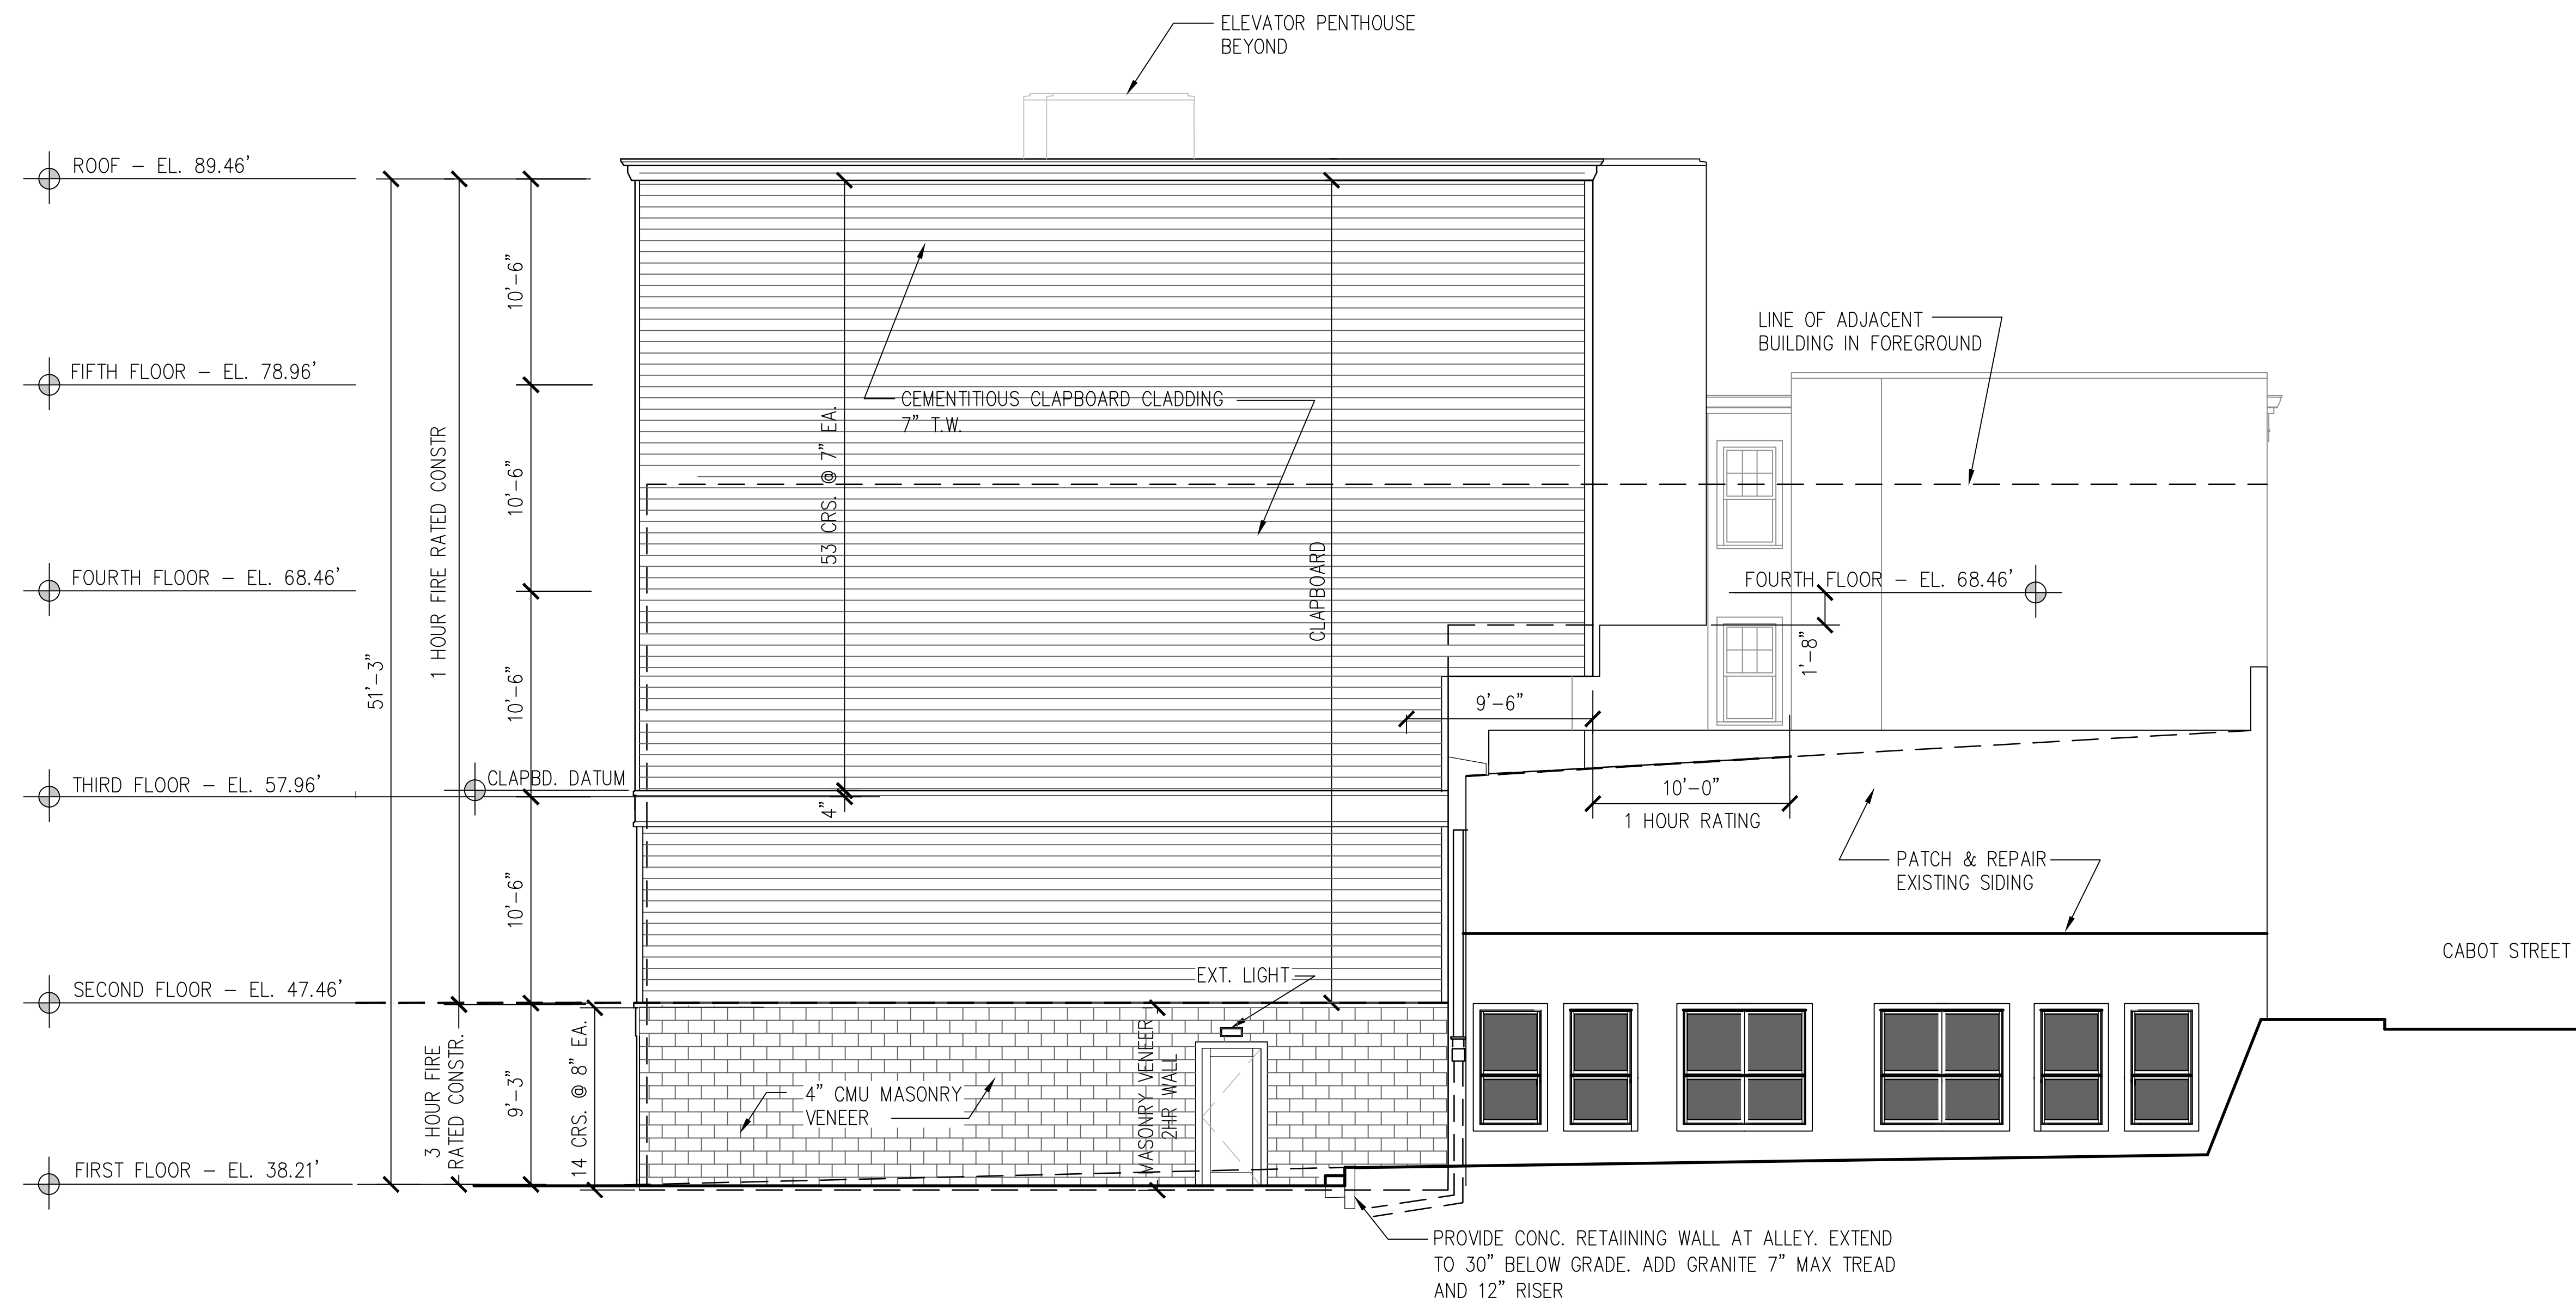 ELEVATOR PENTHOUSE
BEYOND
ROOF – EL. 89.46'
FIFTH FLOOR – EL. 78.96'
FOURTH FLOOR – EL. 68.46'
THIRD FLOOR – EL. 57.96'
SECOND FLOOR – EL. 47.46'
FIRST FLOOR – EL. 38.21'
51'–3"
1 HOUR FIRE RATED CONSTR
3 HOUR FIRE
RATED CONSTR.
10'–6"
10'–6"
10'–6"
10'–6"
9'–3"
CLAPBD. DATUM
14 CRS. @ 8" EA.
53 CRS. @ 7" EA.
4"
CEMENTITIOUS CLAPBOARD CLADDING
7" T.W.
CLAPBOARD
EXT. LIGHT
4" CMU MASONRY
VENEER
MASONRY VENEER
2HR WALL
LINE OF ADJACENT
BUILDING IN FOREGROUND
FOURTH FLOOR – EL. 68.46'
1'–8"
9'–6"
10'–0"
1 HOUR RATING
PATCH & REPAIR
EXISTING SIDING
CABOT STREET
PROVIDE CONC. RETAIINING WALL AT ALLEY. EXTEND
TO 30" BELOW GRADE. ADD GRANITE 7" MAX TREAD
AND 12" RISER